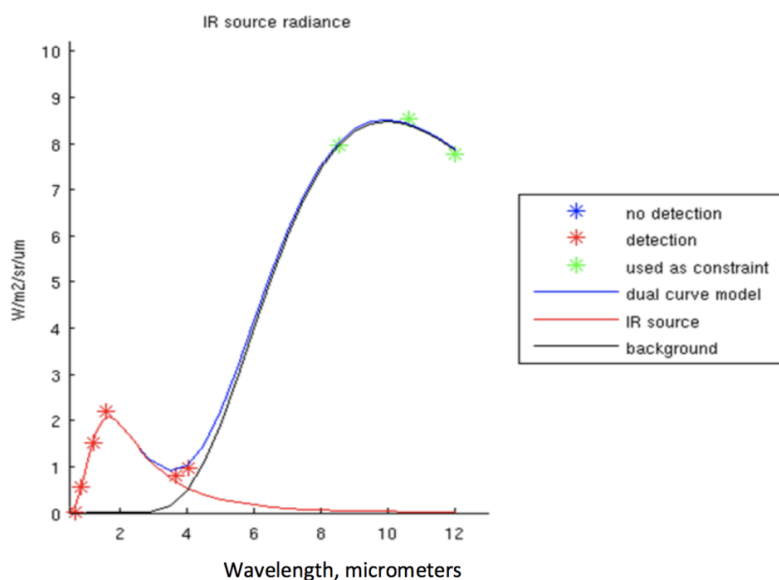 IR source radiance
10
9
8
7
6
5
4
3
2
1
0
W/m2/sr/um
2
4
6
8
10
12
Wavelength, micrometers
no detection
detection
used as constraint
dual curve model
IR source
background